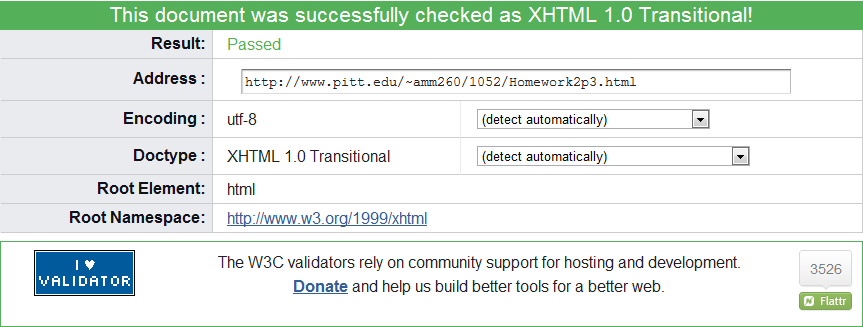 This document was successfully checked as XHTML 1.0 Transitional!
Result: Passed
Address : http://www.pitt.edu/~amm260/1052/Homework2p3.html
Encoding : utf-8 (detect automatically)
Doctype : XHTML 1.0 Transitional (detect automatically)
Root Element: html
Root Namespace: http://www.w3.org/1999/xhtml
I ♥
VALIDATOR
The W3C validators rely on community support for hosting and development.
Donate and help us build better tools for a better web.
3526
Flattr